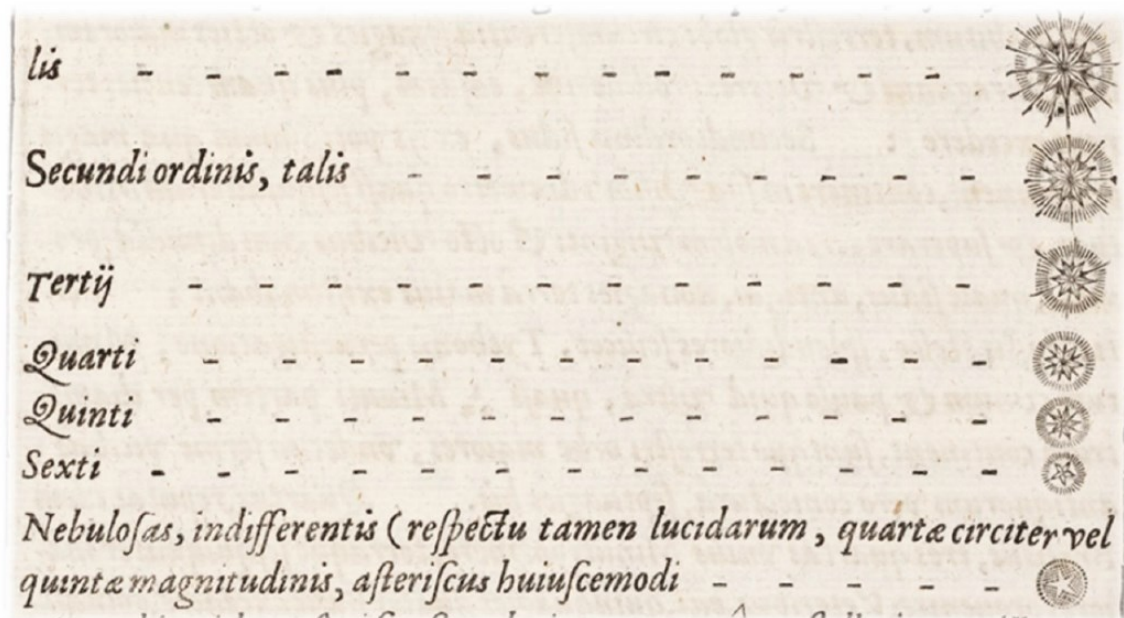 lis - - - - - - - - - - - - -
Secundi ordinis, talis - - - - - - - - -
Tertij - - - - - - - - - - - -
Quarti - - - - - - - - - - - -
Quinti - - - - - - - - - - - -
Sexti - - - - - - - - - - - - -
Nebuloſas, indifferentis (reſpectu tamen lucidarum, quartæ circiter vel
quintæ magnitudinis, aſteriſcus huiuſcemodi - - - - -